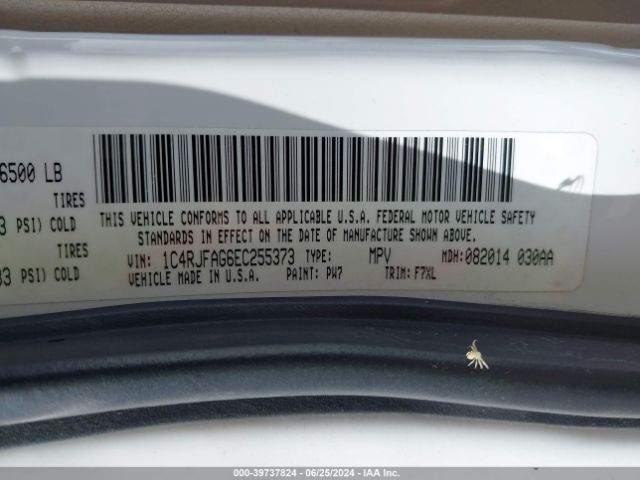 6500 LB
TIRES
3 PSI) COLD
TIRES
33 PSI) COLD
THIS VEHICLE CONFORMS TO ALL APPLICABLE U.S.A. FEDERAL MOTOR VEHICLE SAFETY
STANDARDS IN EFFECT ON THE DATE OF MANUFACTURE SHOWN ABOVE.
VIN: 1C4RJFAG6EC255373 TYPE: MPV MDH: 082014 030AA
VEHICLE MADE IN U.S.A. PAINT: PW7 TRIM: F7XL
000-39737824 - 06/25/2024 - IAAI.COM